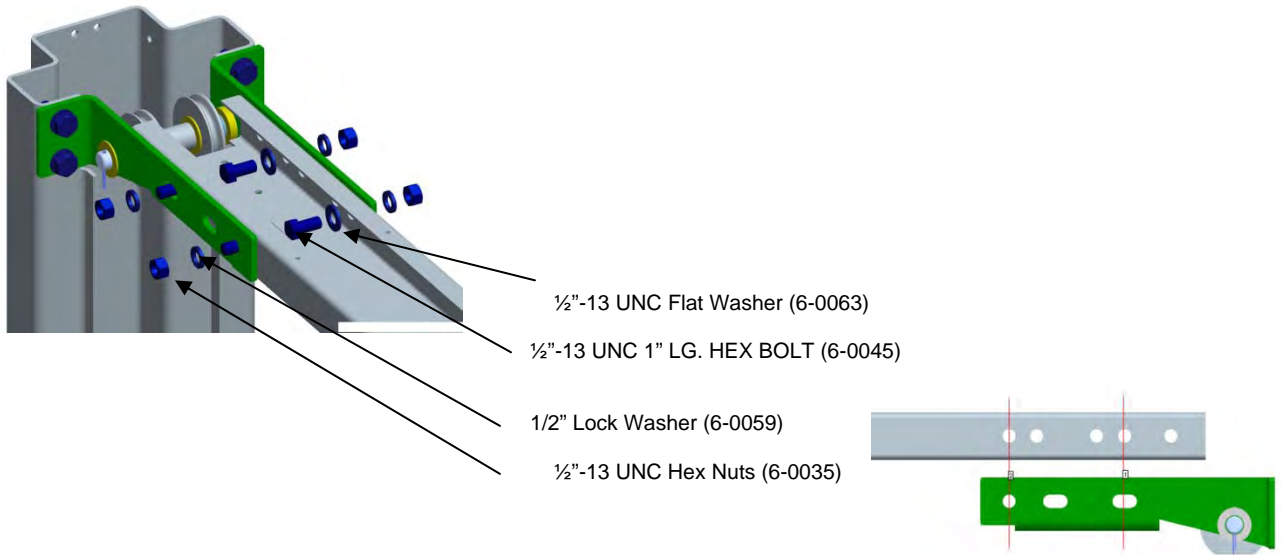 ½”-13 UNC Flat Washer (6-0063)
½”-13 UNC 1” LG. HEX BOLT (6-0045)
1/2” Lock Washer (6-0059)
½”-13 UNC Hex Nuts (6-0035)